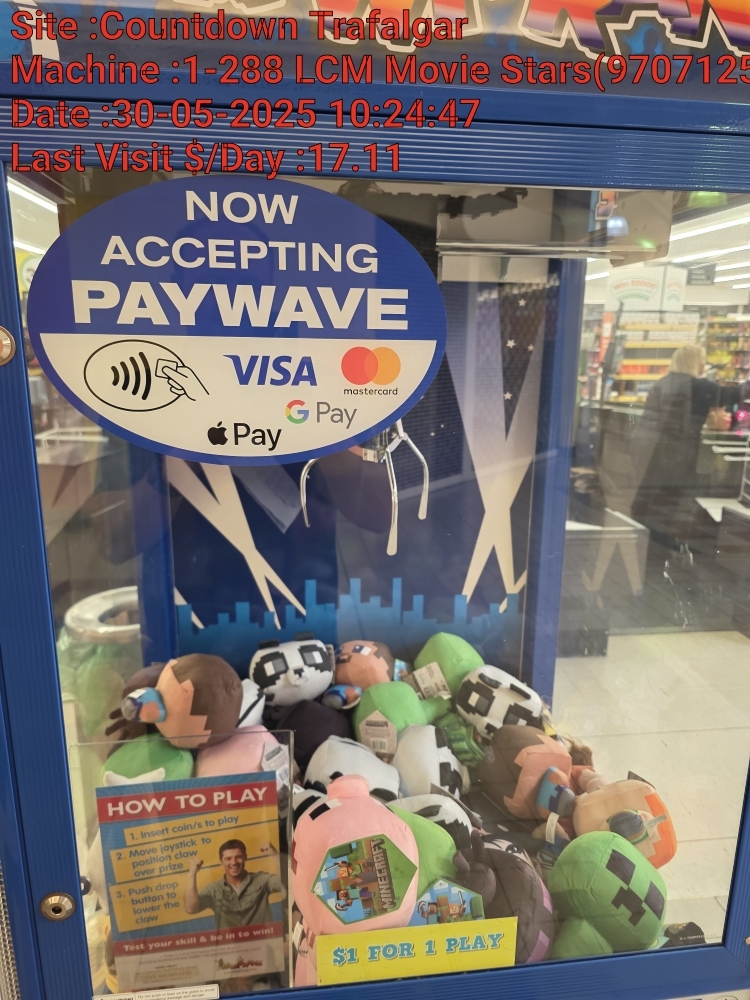 Site :Countdown Trafalgar
Machine :1-288 LCM Movie Stars(9707125
Date :30-05-2025 10:24:47
Last Visit $/Day :17.11
NOW
ACCEPTING
PAYWAVE
VISA
mastercard
G Pay
Pay
HOW TO PLAY
1. Insert coin/s to play
2. Move joystick to
position claw
over prize
3. Push drop
button to
lower the
claw
Test your skill & be in to win!
MINECRAFT
$1 FOR 1 PLAY